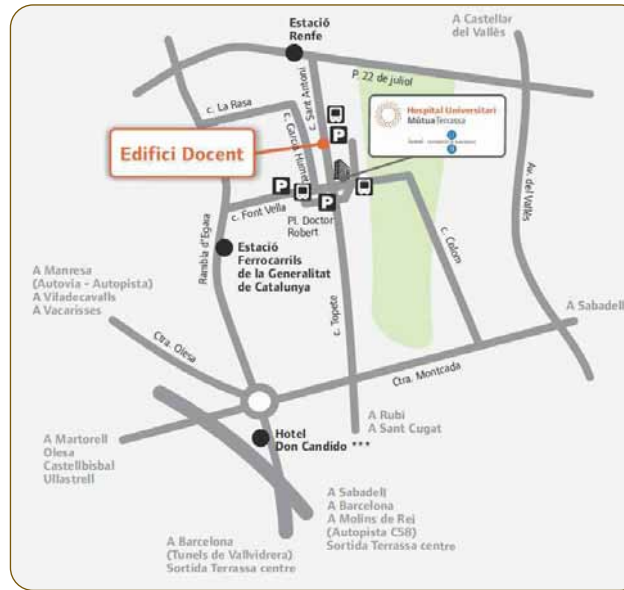 Estació
Renfe
A Castellar
del Vallès
P. 22 de juliol
c. Sant Antoni
c. La Rasa
c. García Humet
Hospital Universitari
MútuaTerrassa
P
Edifici Docent
P
P
c. Font Vella
Pl. Doctor
Robert
Av. del Vallès
c. Colom
Rambla d'Egara
Estació
Ferrocarrils
de la Generalitat
de Catalunya
A Manresa
(Autovia - Autopista)
A Viladecavalls
A Vacarisses
c. Topete
A Sabadell
Ctra. Olesa
Ctra. Montcada
A Rubí
A Sant Cugat
Hotel
Don Candido ***
A Martorell
Olesa
Castellbisbal
Ullastrell
A Sabadell
A Barcelona
A Molins de Rei
(Autopista C58)
Sortida Terrassa centre
A Barcelona
(Tunels de Vallvidrera)
Sortida Terrassa centre